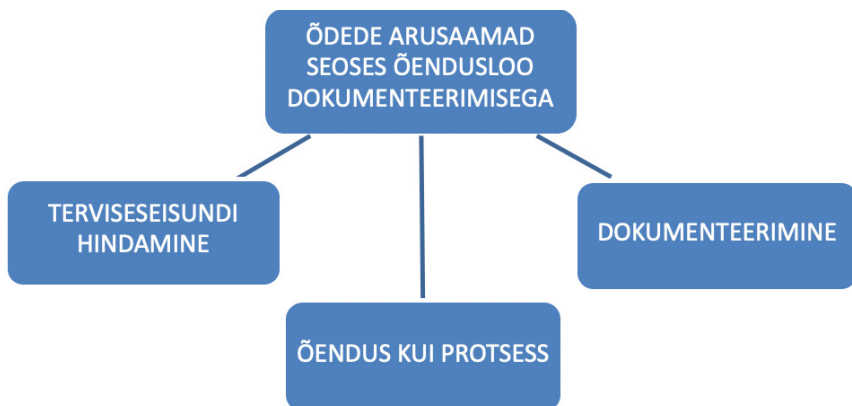 ÕDEDE ARUSAAMAD
SEOSES ÕENDUSLOO
DOKUMENTEERIMISEGA
TERVISESEISUNDI
HINDAMINE
DOKUMENTEERIMINE
ÕENDUS KUI PROTSESS